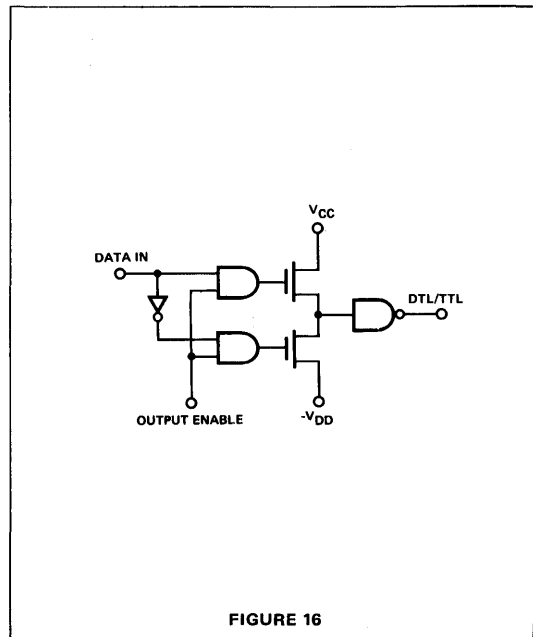 VCC
DATA IN
DTL/TTL
OUTPUT ENABLE
-VDD
FIGURE 16